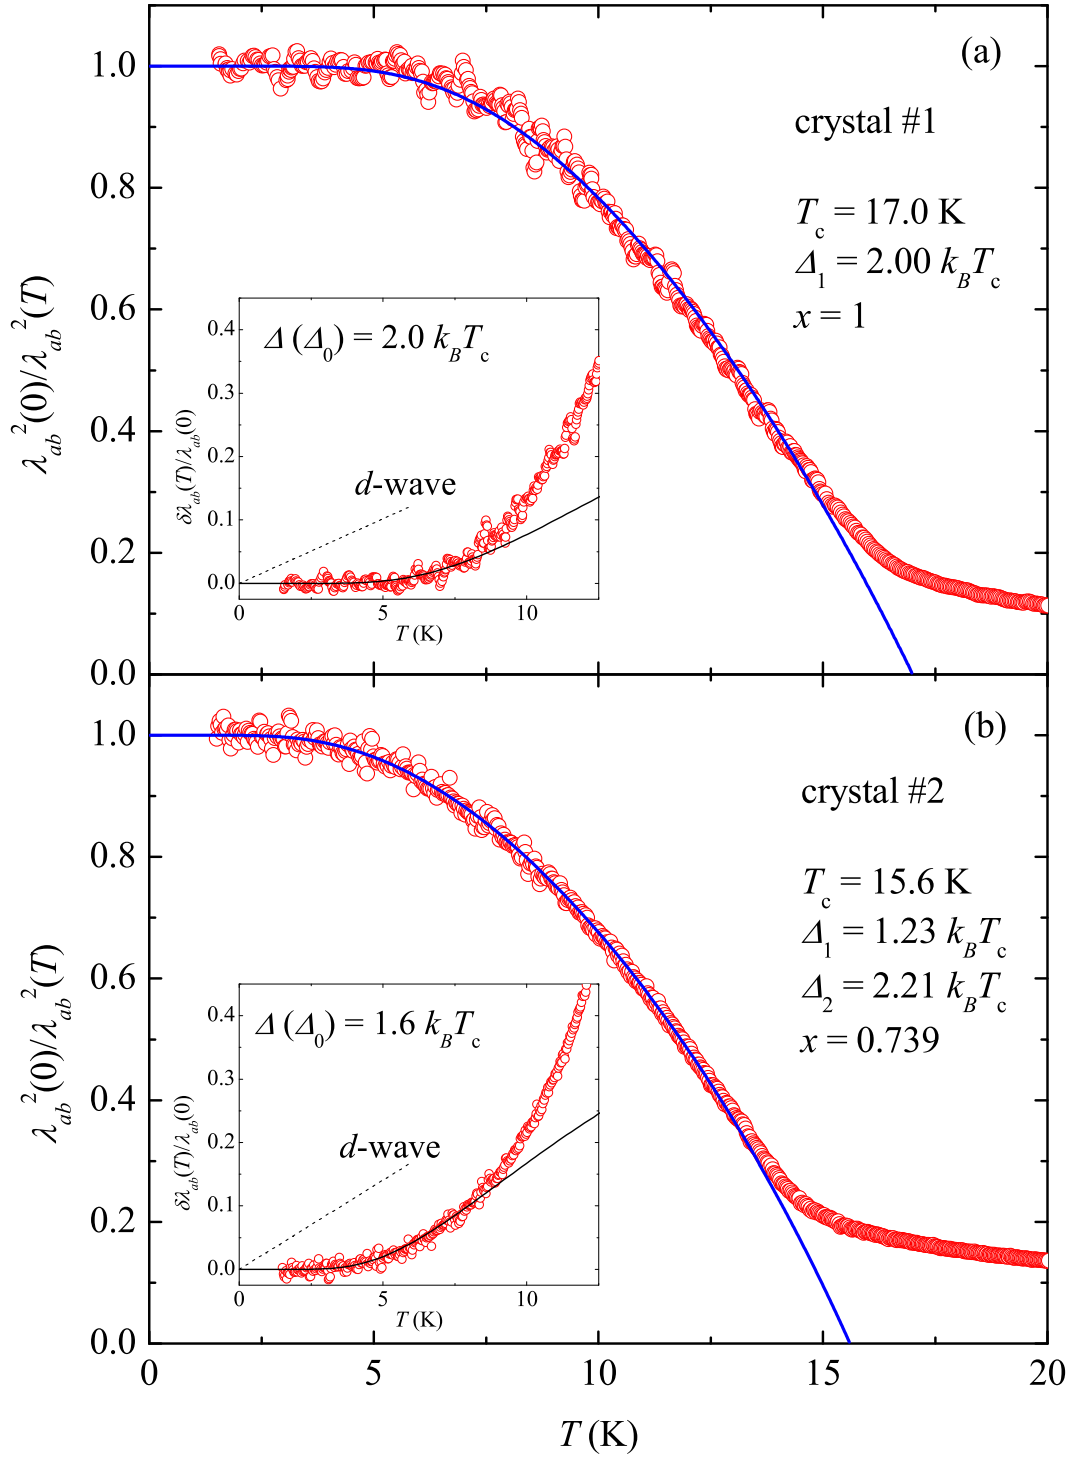 (a)
crystal #1
T_c = 17.0 K
Δ_1 = 2.00 k_BT_c
x = 1
λ_ab^2(0)/λ_ab^2(T)
1.0
0.8
0.6
0.4
0.2
0.0
Δ (Δ_0) = 2.0 k_BT_c
d-wave
δλ_ab(T)/λ_ab(0)
0.4
0.3
0.2
0.1
0.0
0 5 10
T (K)
(b)
crystal #2
T_c = 15.6 K
Δ_1 = 1.23 k_BT_c
Δ_2 = 2.21 k_BT_c
x = 0.739
λ_ab^2(0)/λ_ab^2(T)
1.0
0.8
0.6
0.4
0.2
0.0
Δ (Δ_0) = 1.6 k_BT_c
d-wave
δλ_ab(T)/λ_ab(0)
0.4
0.3
0.2
0.1
0.0
0 5 10
T (K)
0 5 10 15 20
T (K)